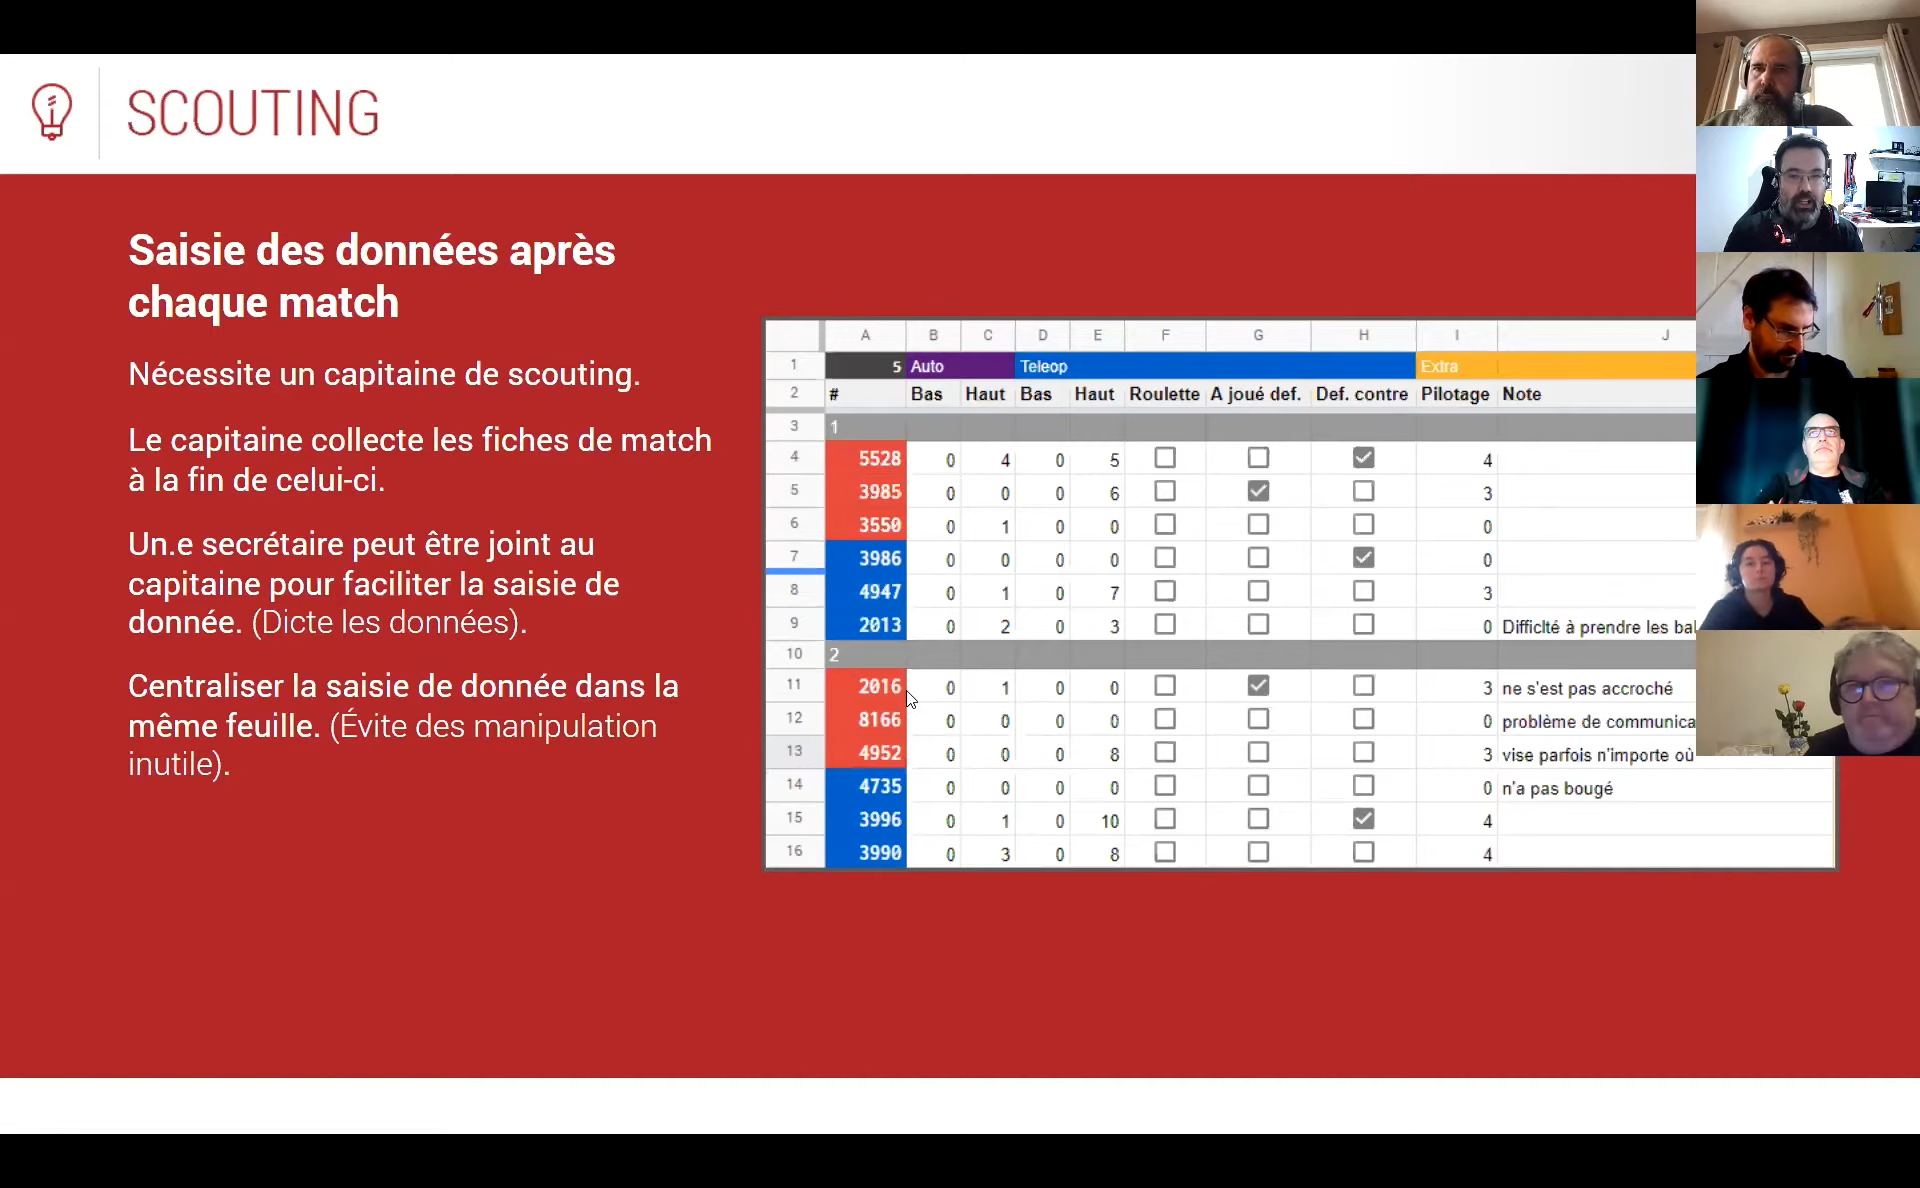 SCOUTING
Saisie des données après
chaque match
Nécessite un capitaine de scouting.
Le capitaine collecte les fiches de match
à la fin de celui-ci.
Un.e secrétaire peut être joint au
capitaine pour faciliter la saisie de
donnée. (Dicte les données).
Centraliser la saisie de donnée dans la
même feuille. (Évite des manipulation
inutile).
A B C D E F G H I J
1 5 Auto Teleop Extra
2 # Bas Haut Bas Haut Roulette A joué def. Def. contre Pilotage Note
3 1
4 5528 0 4 0 5 4
5 3985 0 0 0 6 3
6 3550 0 1 0 0 0
7 3986 0 0 0 0 0
8 4947 0 1 0 7 3
9 2013 0 2 0 3 0 Difficlté à prendre les bal
10 2
11 2016 0 1 0 0 3 ne s'est pas accroché
12 8166 0 0 0 0 0 problème de communica
13 4952 0 0 0 8 3 vise parfois n'importe où
14 4735 0 0 0 0 0 n'a pas bougé
15 3996 0 1 0 10 4
16 3990 0 3 0 8 4